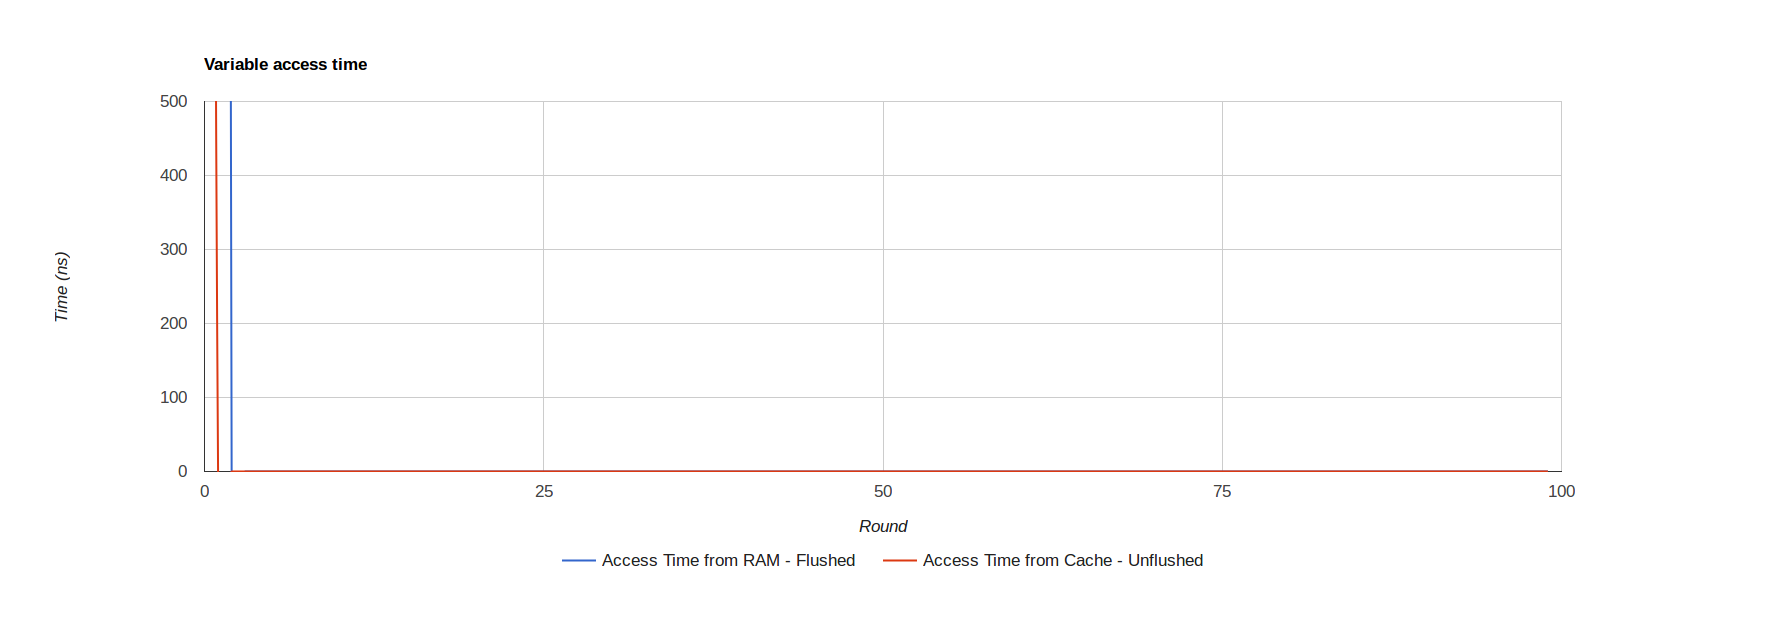 Variable access time
500
400
300
200
100
0
Time (ns)
0 25 50 75 100
Round
Access Time from RAM - Flushed Access Time from Cache - Unflushed